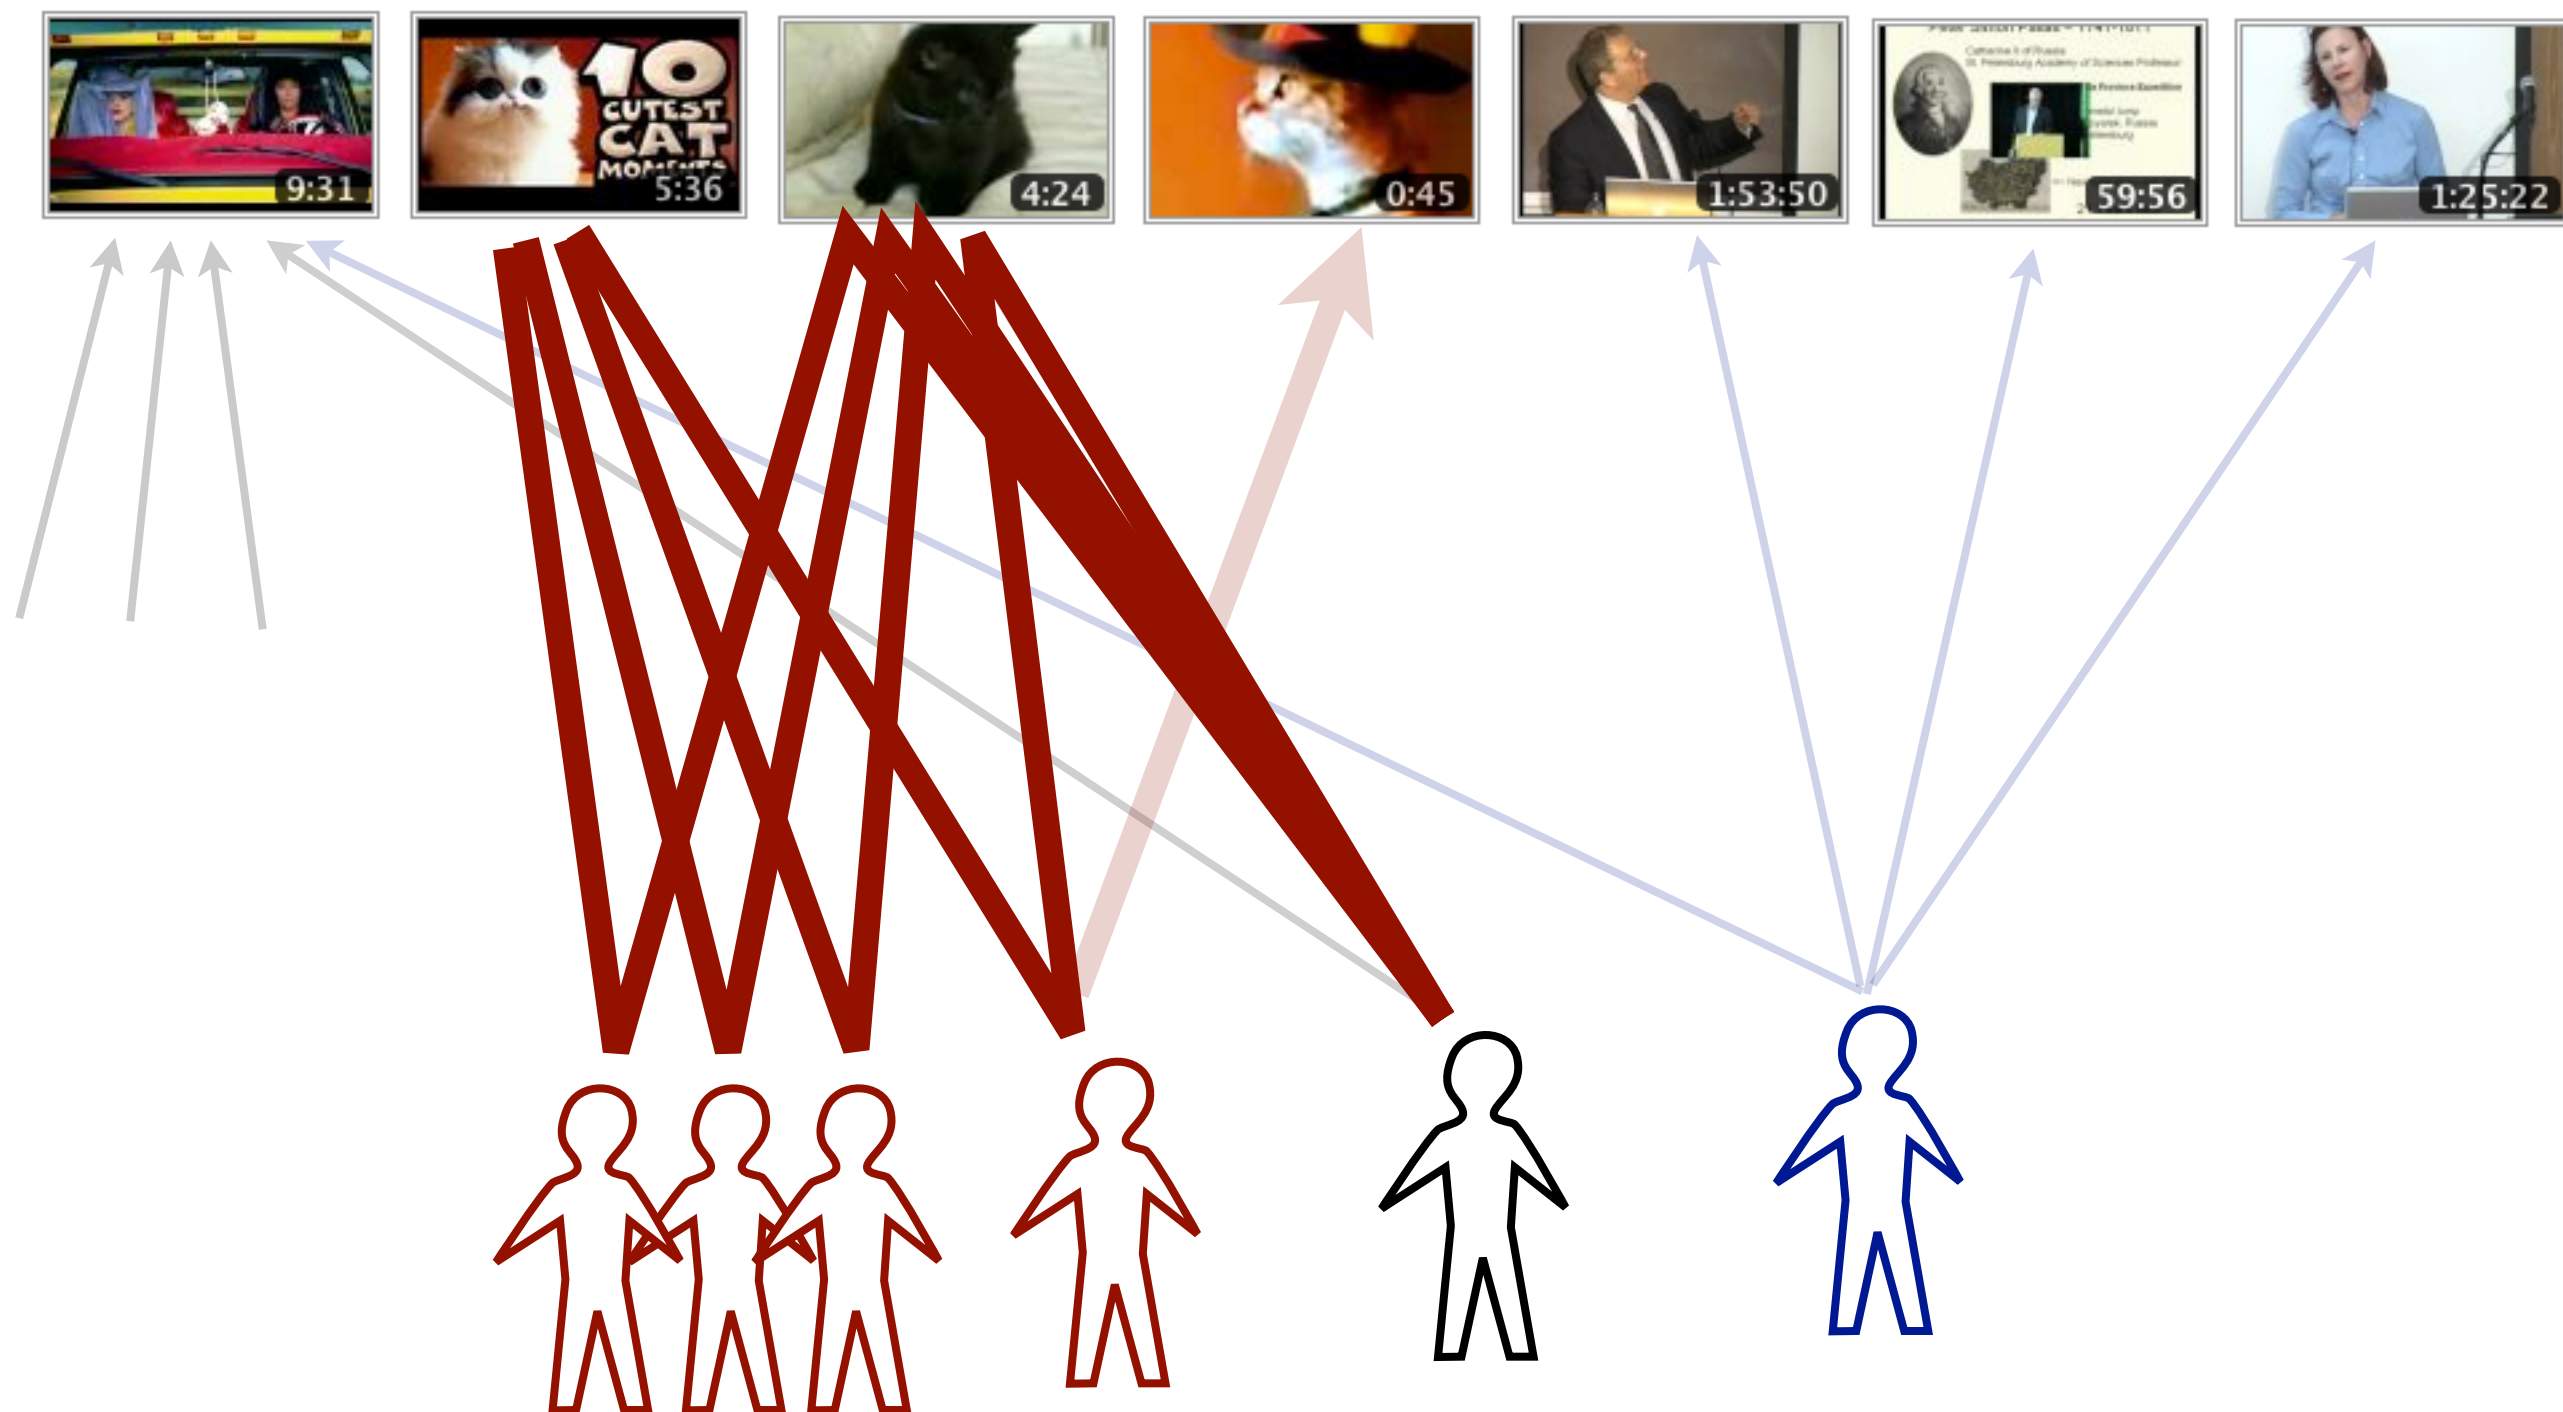 9:31
10
CUTEST
CAT
MOMENTS
5:36
4:24
0:45
1:53:50
Catherine II of Russia
St. Petersburg Academy of Sciences Professor
59:56
1:25:22